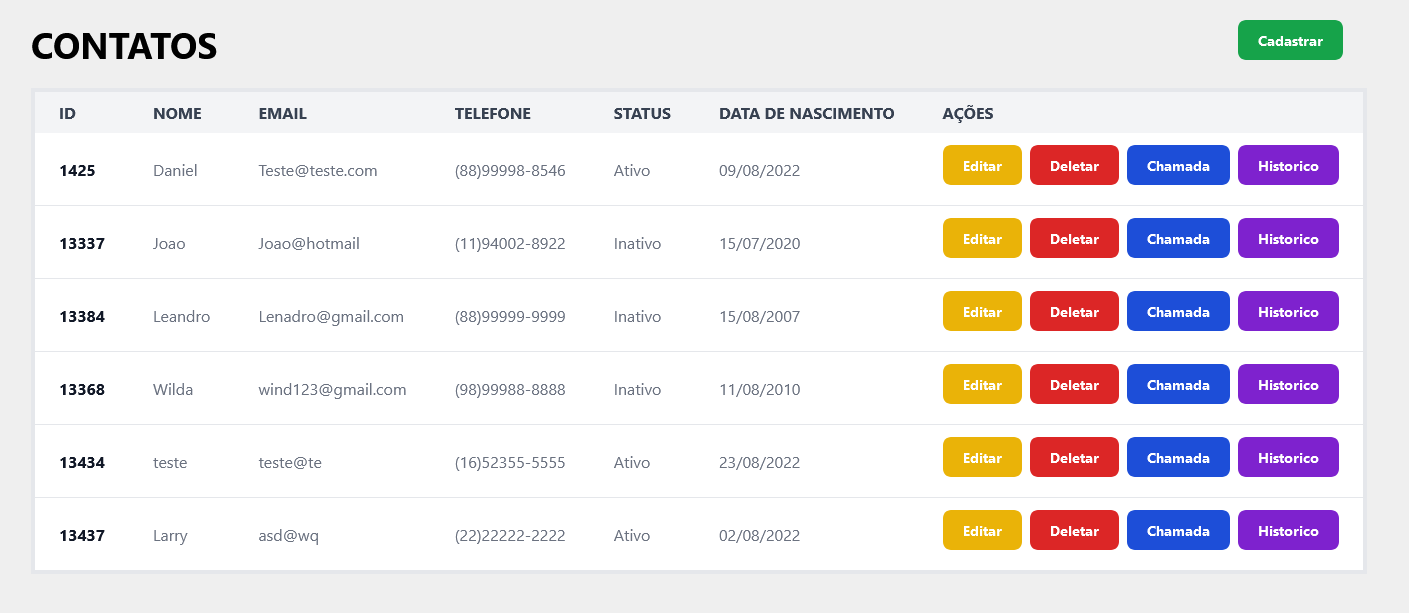 CONTATOS
Cadastrar
ID NOME EMAIL TELEFONE STATUS DATA DE NASCIMENTO AÇÕES
1425 Daniel Teste@teste.com (88)99998-8546 Ativo 09/08/2022 Editar Deletar Chamada Historico
13337 Joao Joao@hotmail (11)94002-8922 Inativo 15/07/2020 Editar Deletar Chamada Historico
13384 Leandro Lenadro@gmail.com (88)99999-9999 Inativo 15/08/2007 Editar Deletar Chamada Historico
13368 Wilda wind123@gmail.com (98)99988-8888 Inativo 11/08/2010 Editar Deletar Chamada Historico
13434 teste teste@te (16)52355-5555 Ativo 23/08/2022 Editar Deletar Chamada Historico
13437 Larry asd@wq (22)22222-2222 Ativo 02/08/2022 Editar Deletar Chamada Historico